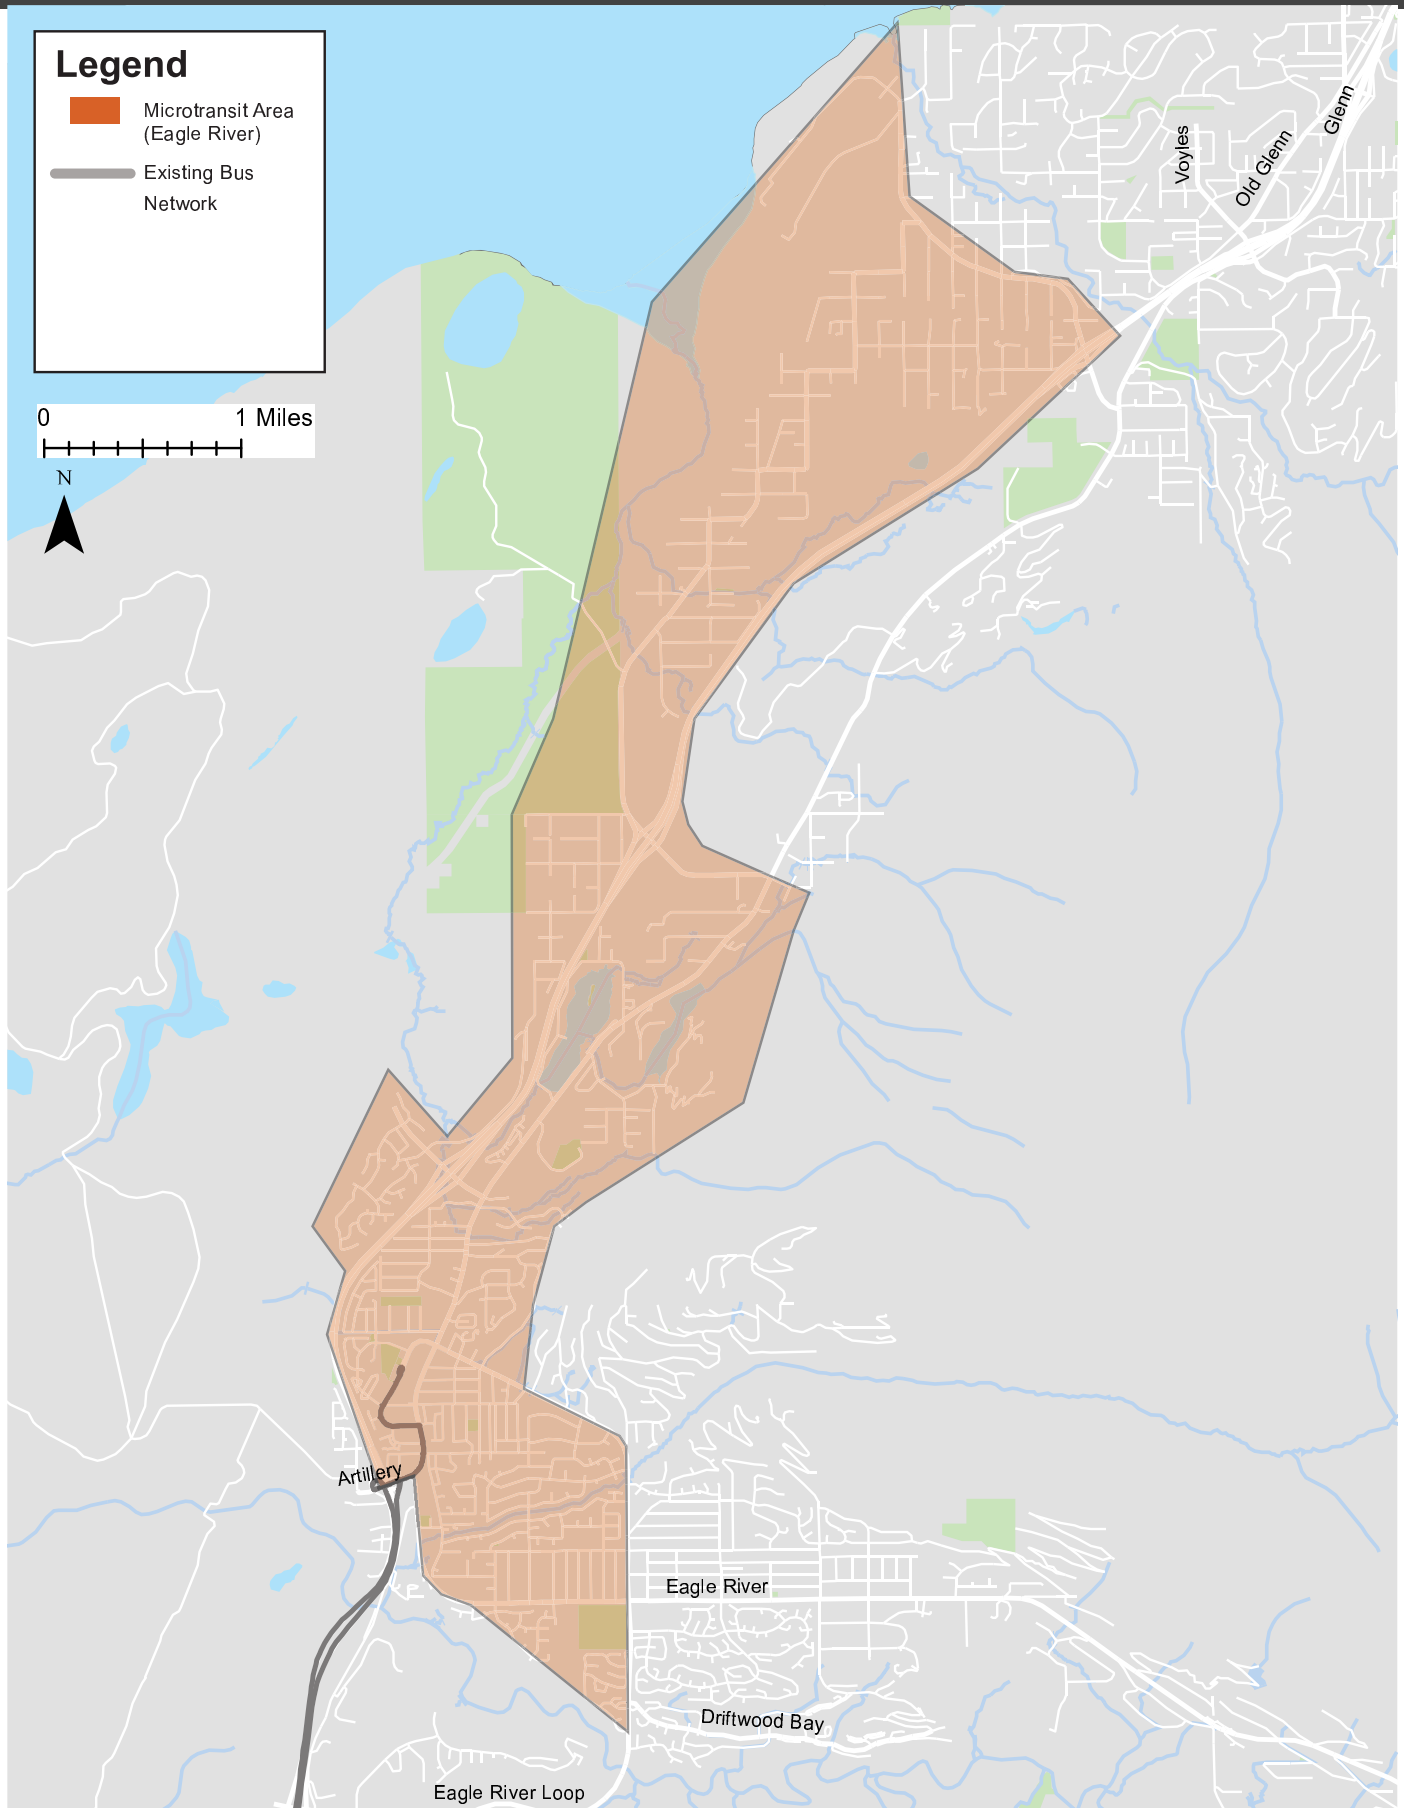 Legend
Microtransit Area
(Eagle River)
Existing Bus
Network
0 1 Miles
N
Voyles
Old Glenn
Glenn
Artillery
Eagle River
Driftwood Bay
Eagle River Loop